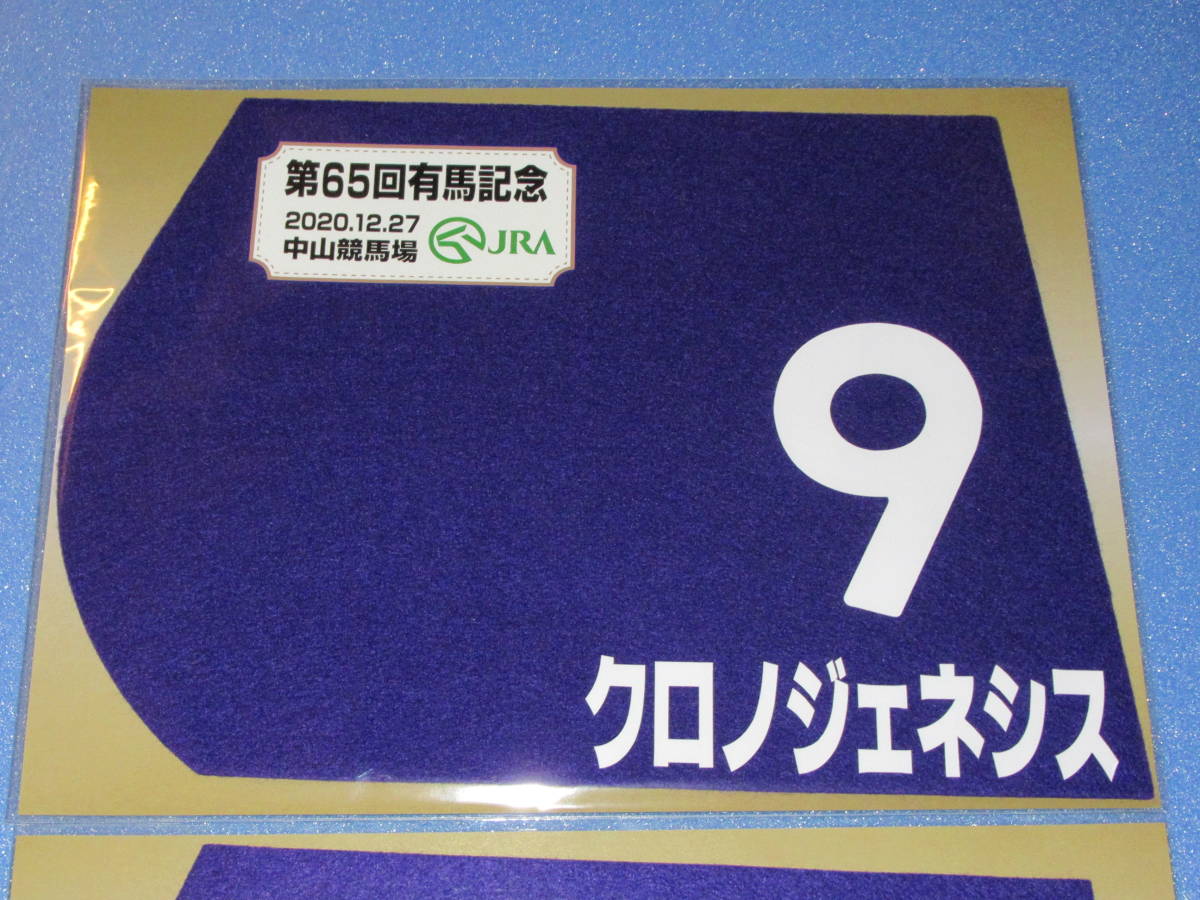 第65回有馬記念
2020.12.27
中山競馬場
JRA
9
クロノジェネシス